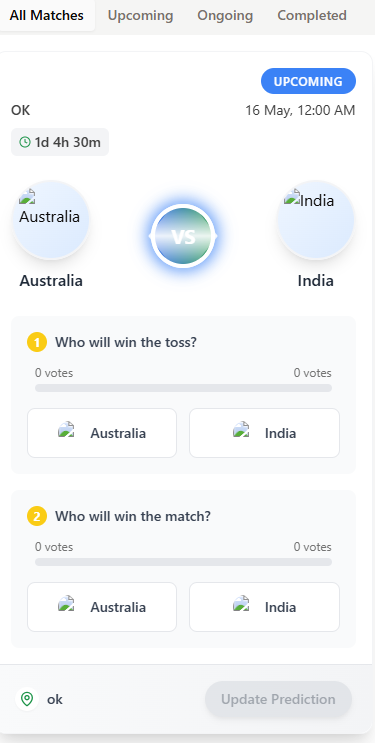 All Matches Upcoming Ongoing Completed
UPCOMING
OK 16 May, 12:00 AM
1d 4h 30m
Australia India
VS
Australia India
1 Who will win the toss?
0 votes 0 votes
Australia India
2 Who will win the match?
0 votes 0 votes
Australia India
ok Update Prediction